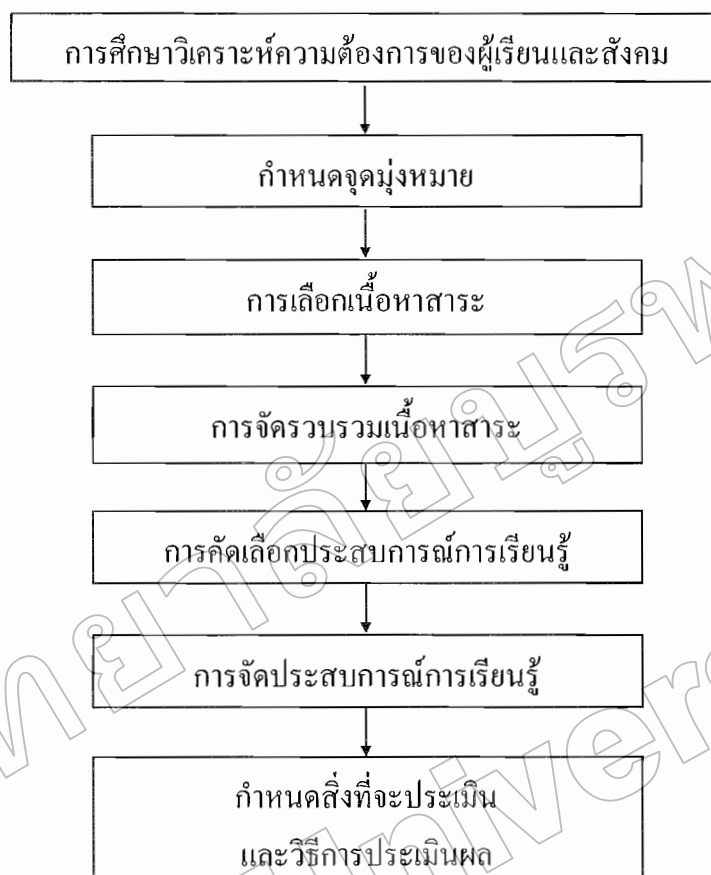 การศึกษาวิเคราะห์ความต้องการของผู้เรียนและสังคม
กำหนดจุดมุ่งหมาย
การเลือกเนื้อหาสาระ
การจัดรวบรวมเนื้อหาสาระ
การคัดเลือกประสบการณ์การเรียนรู้
การจัดประสบการณ์การเรียนรู้
กำหนดสิ่งที่จะประเมิน
และวิธีการประเมินผล